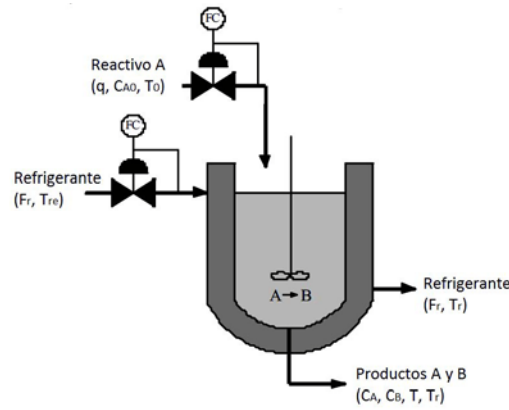 FC
Reactivo A
(q, CA0, T0)
FC
Refrigerante
(Fr, Tre)
A→B
Refrigerante
(Fr, Tr)
Productos A y B
(CA, CB, T, Tr)